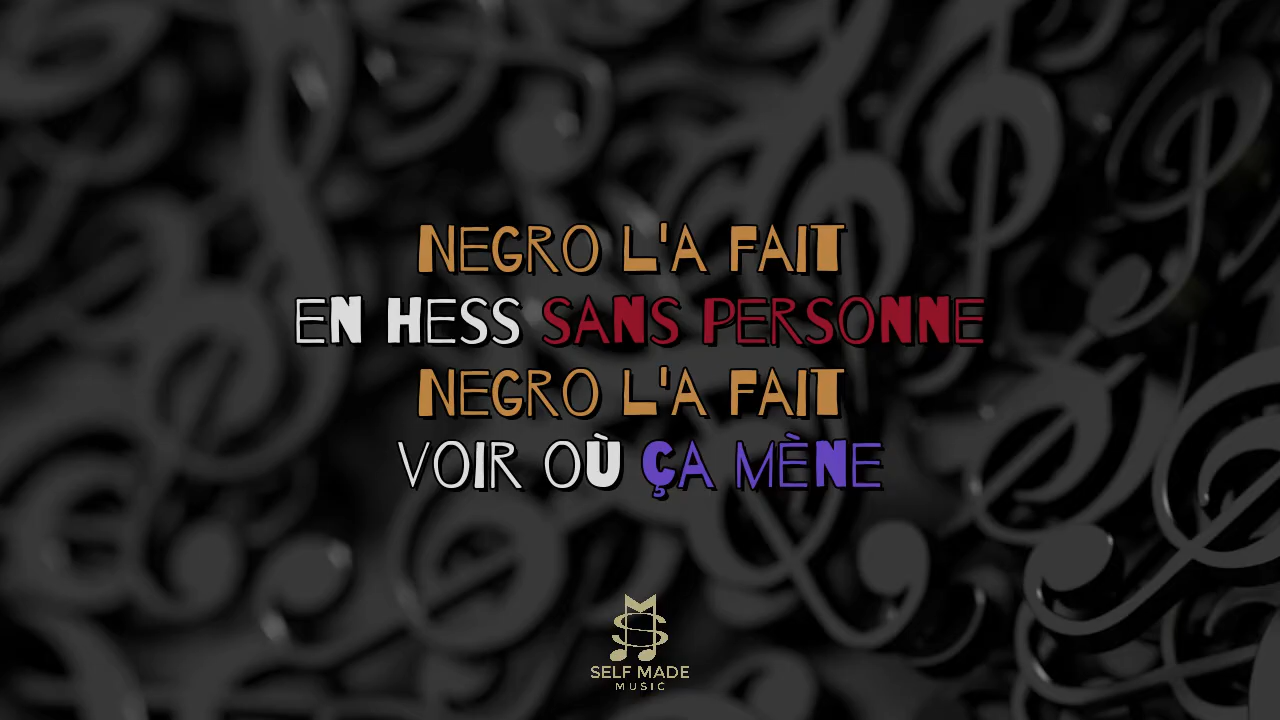 NEGRO L'A FAIT
EN HESS SANS PERSONNE
NEGRO L'A FAIT
VOIR OÙ ÇA MÈNE
SELF MADE
MUSIC